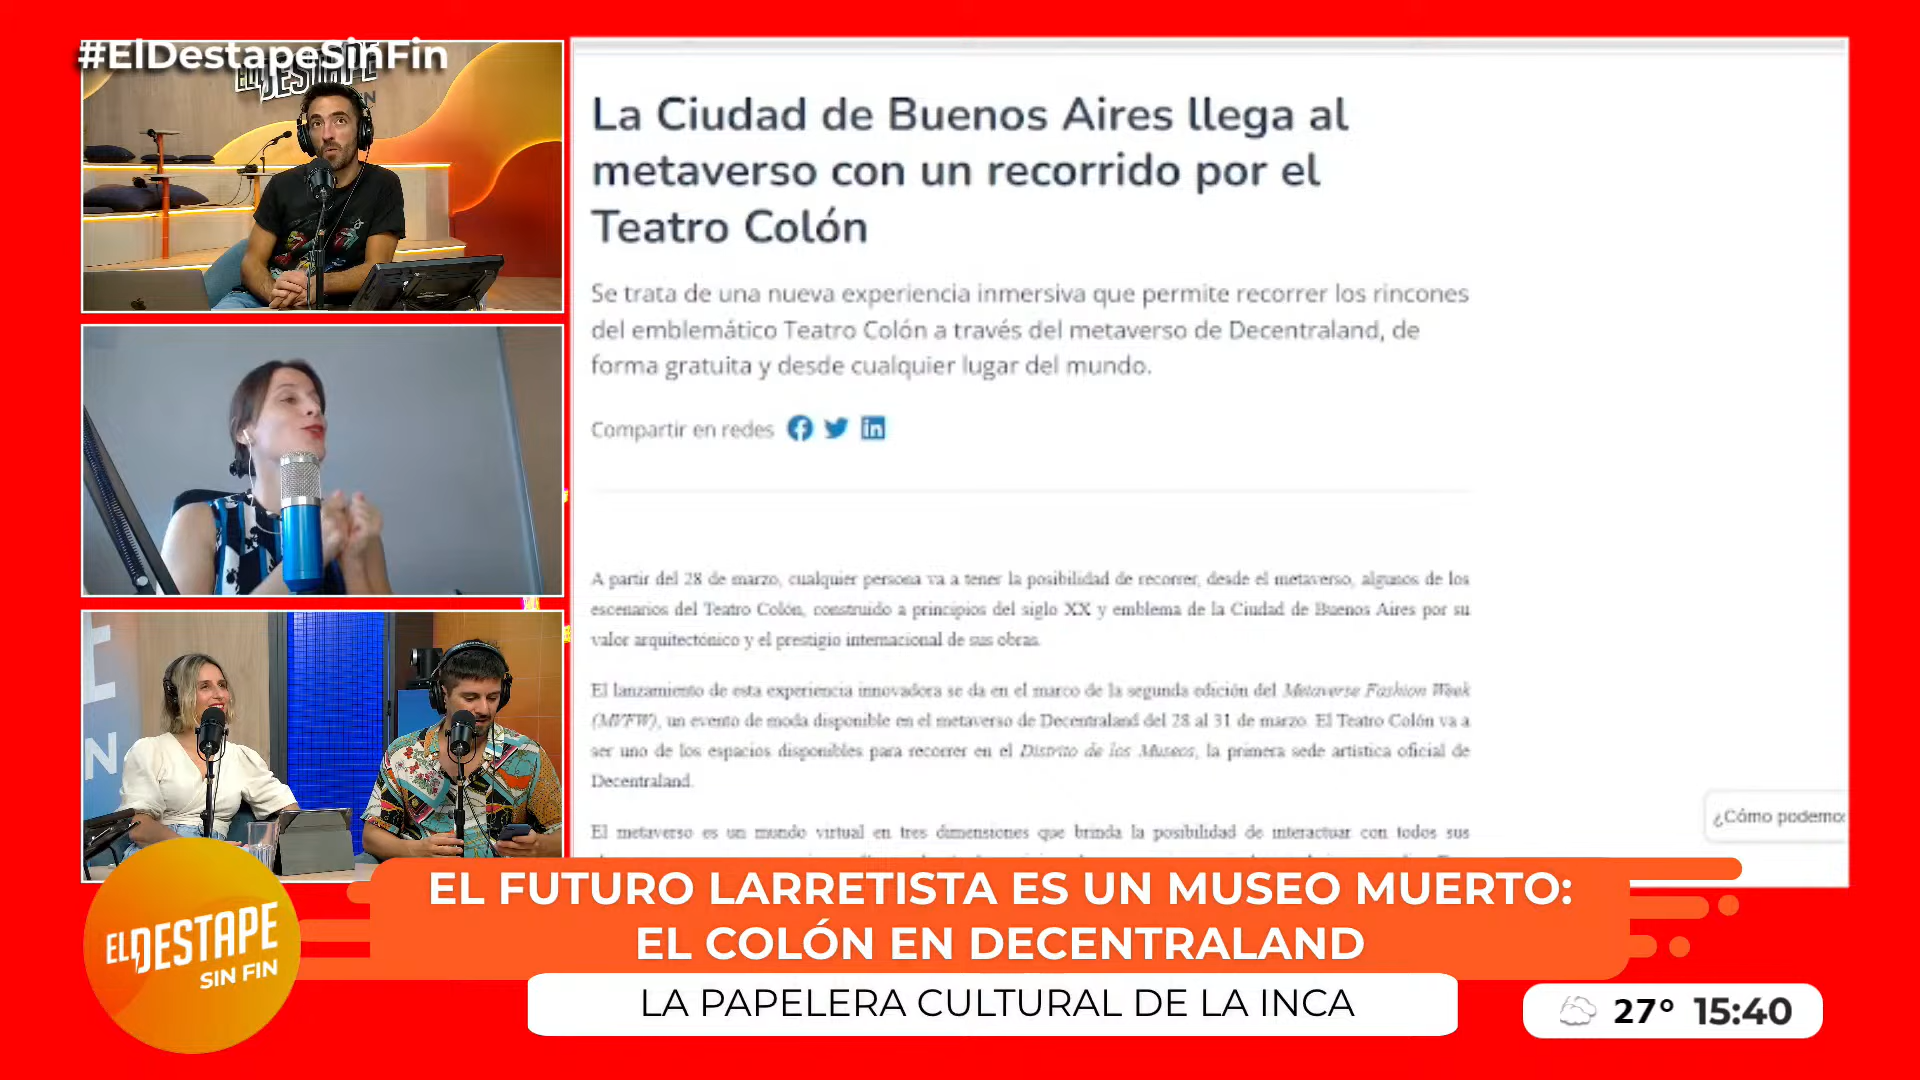 #ElDestapeSinFin
EL DESTAPE
La Ciudad de Buenos Aires llega al
metaverso con un recorrido por el
Teatro Colón
Se trata de una nueva experiencia inmersiva que permite recorrer los rincones
del emblemático Teatro Colón a través del metaverso de Decentraland, de
forma gratuita y desde cualquier lugar del mundo.
Compartir en redes
A partir del 28 de marzo, cualquier persona va a tener la posibilidad de recorrer, desde el metaverso, algunos de los
escenarios del Teatro Colón, construido a principios del siglo XX y emblema de la Ciudad de Buenos Aires por su
valor arquitectónico y el prestigio internacional de sus obras.
El lanzamiento de esta experiencia innovadora se da en el marco de la segunda edición del Metaverse Fashion Week
(MVFW), un evento de moda disponible en el metaverso de Decentraland del 28 al 31 de marzo. El Teatro Colón va a
ser uno de los espacios disponibles para recorrer en el Distrito de los Museos, la primera sede artística oficial de
Decentraland.
El metaverso es un mundo virtual en tres dimensiones que brinda la posibilidad de interactuar con todos sus
¿Cómo podemos
EL FUTURO LARRETISTA ES UN MUSEO MUERTO:
EL COLÓN EN DECENTRALAND
LA PAPELERA CULTURAL DE LA INCA
EL DESTAPE
SIN FIN
27° 15:40